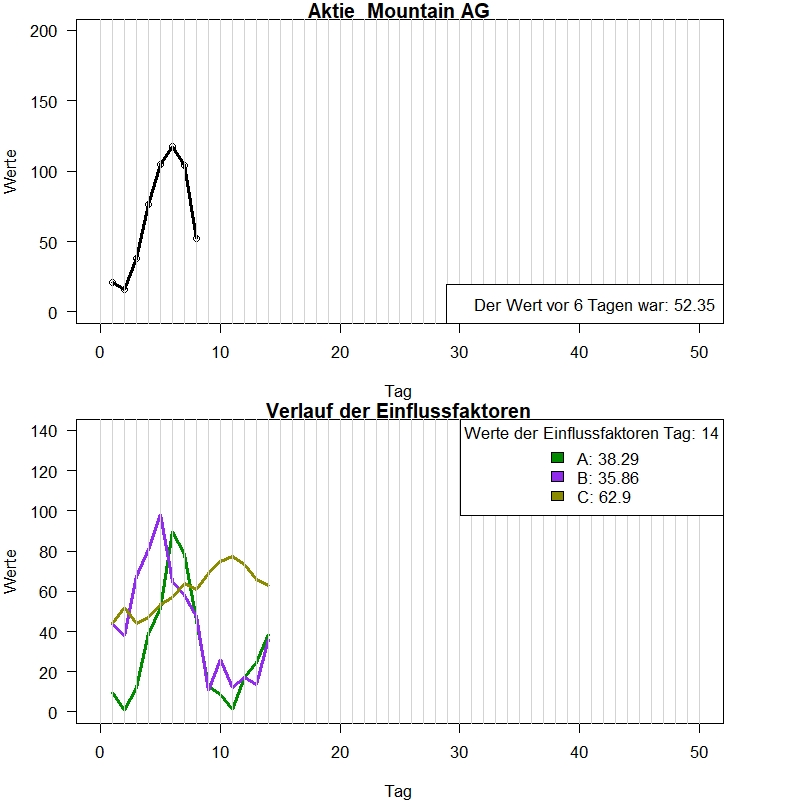 Aktie  Mountain AG
200
150
100
50
0
Werte
Der Wert vor 6 Tagen war: 52.35
0 10 20 30 40 50
Tag
Verlauf der Einflussfaktoren
140
120
100
80
60
40
20
0
Werte
Werte der Einflussfaktoren Tag: 14
A: 38.29
B: 35.86
C: 62.9
0 10 20 30 40 50
Tag